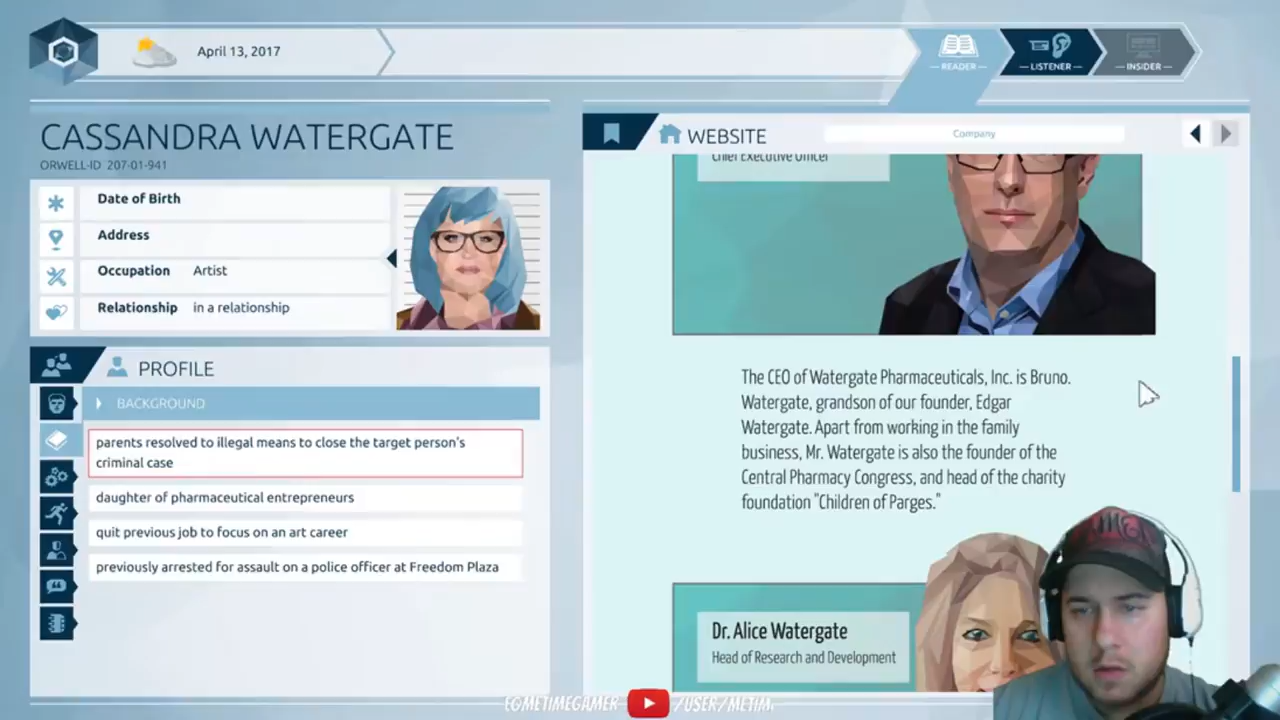 April 13, 2017
READER
LISTENER
INSIDER
CASSANDRA WATERGATE
ORWELL-ID 207-01-941
Date of Birth
Address
Occupation Artist
Relationship in a relationship
PROFILE
BACKGROUND
parents resolved to illegal means to close the target person's
criminal case
daughter of pharmaceutical entrepreneurs
quit previous job to focus on an art career
previously arrested for assault on a police officer at Freedom Plaza
WEBSITE
Company
Chief Executive Officer
The CEO of Watergate Pharmaceuticals, Inc. is Bruno.
Watergate, grandson of our founder, Edgar
Watergate. Apart from working in the family
business, Mr. Watergate is also the founder of the
Central Pharmacy Congress, and head of the charity
foundation "Children of Parges."
Dr. Alice Watergate
Head of Research and Development
/USER/METIM